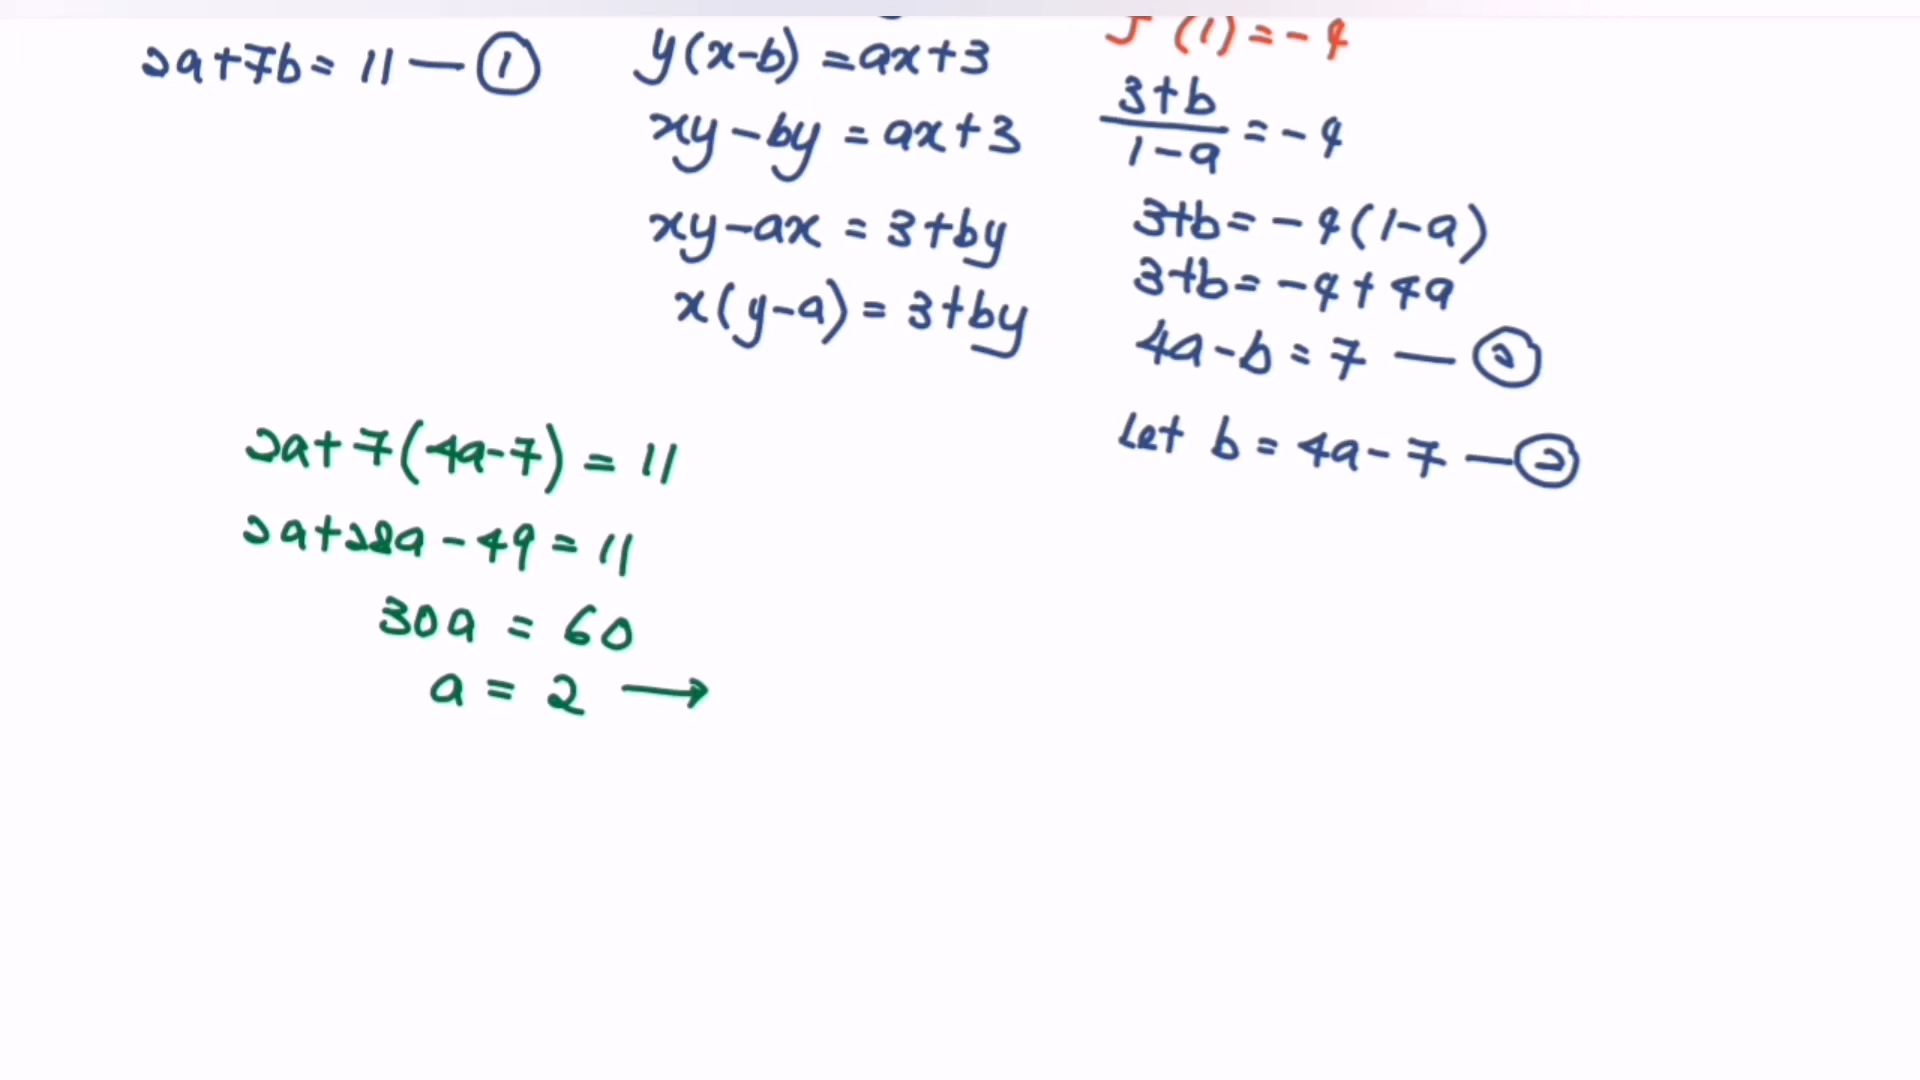 2a+7b= 11 — ①
y(x-b) = ax+3
xy - by = ax+3
xy-ax = 3+by
x(y-a) = 3+by
(1) = -4
3+b
1-a
= -4
3+b = -4(1-a)
3+b = -4+4a
4a-b = 7 — ②
Let b = 4a-7 — ②
2a+7(4a-7) = 11
2a+28a-49 = 11
30a = 60
a = 2 →